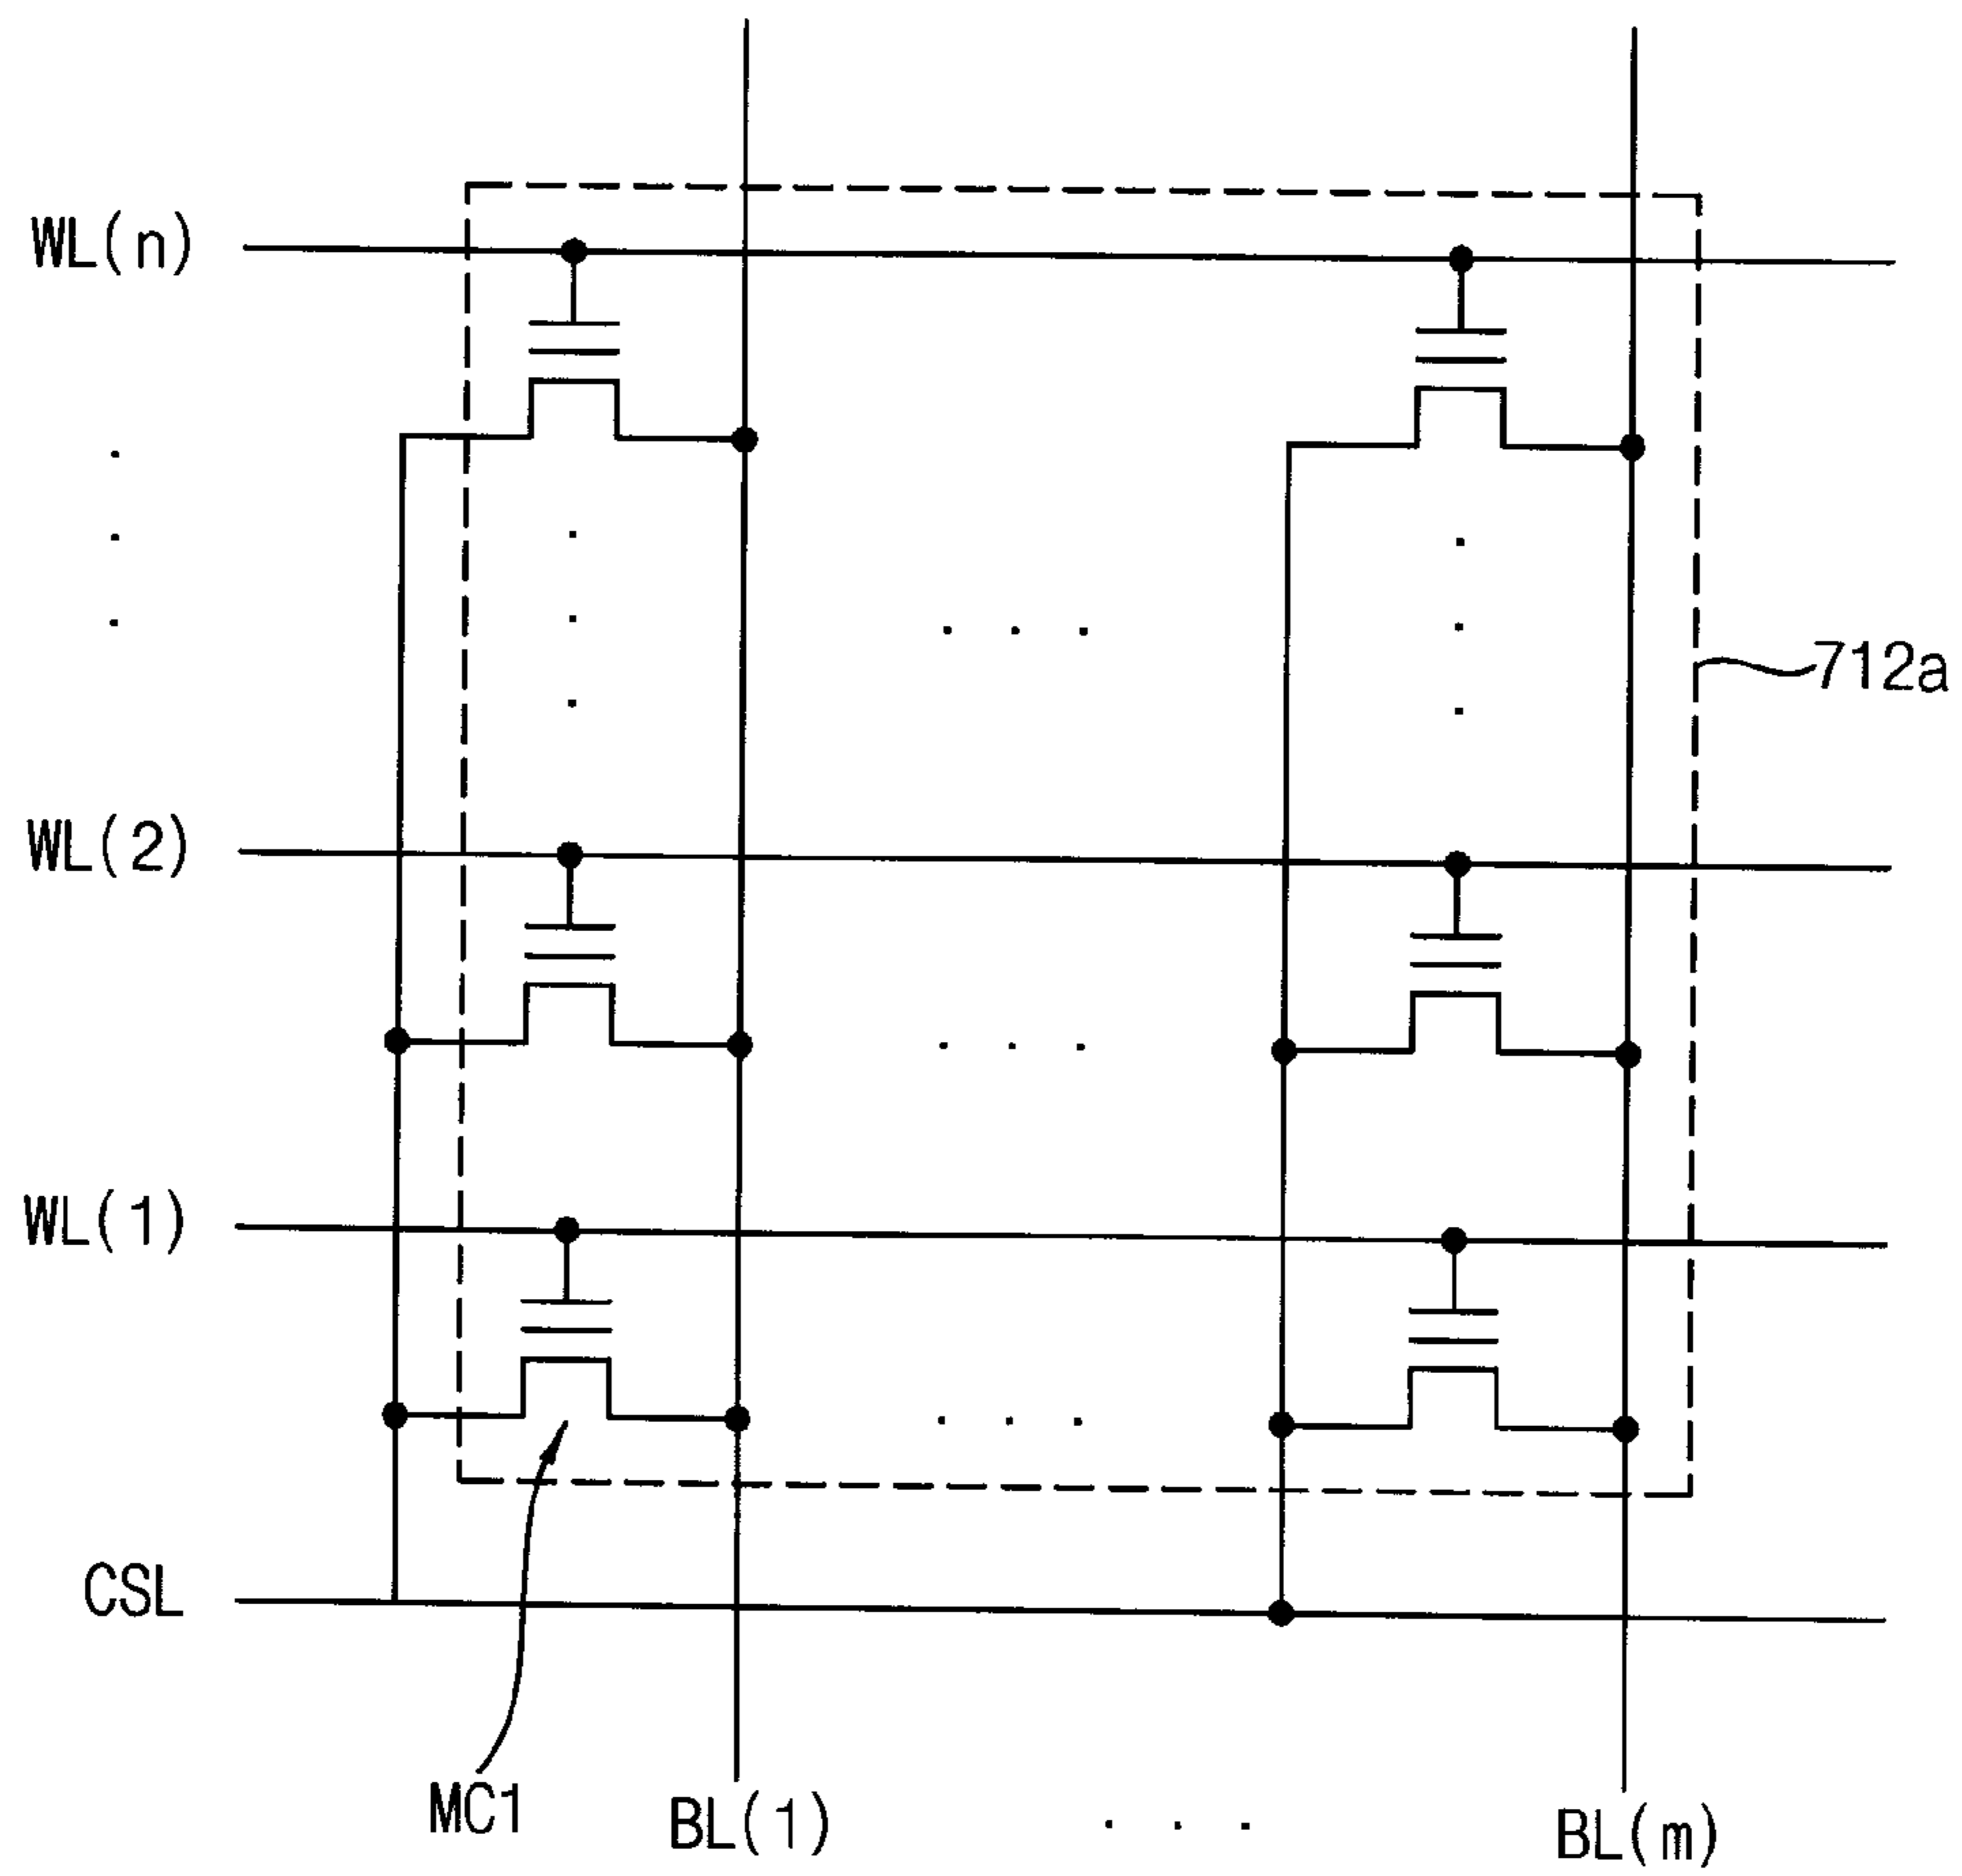 WL(n)
712a
WL(2)
WL(1)
CSL
MC1
BL(1)
. . .
BL(m)